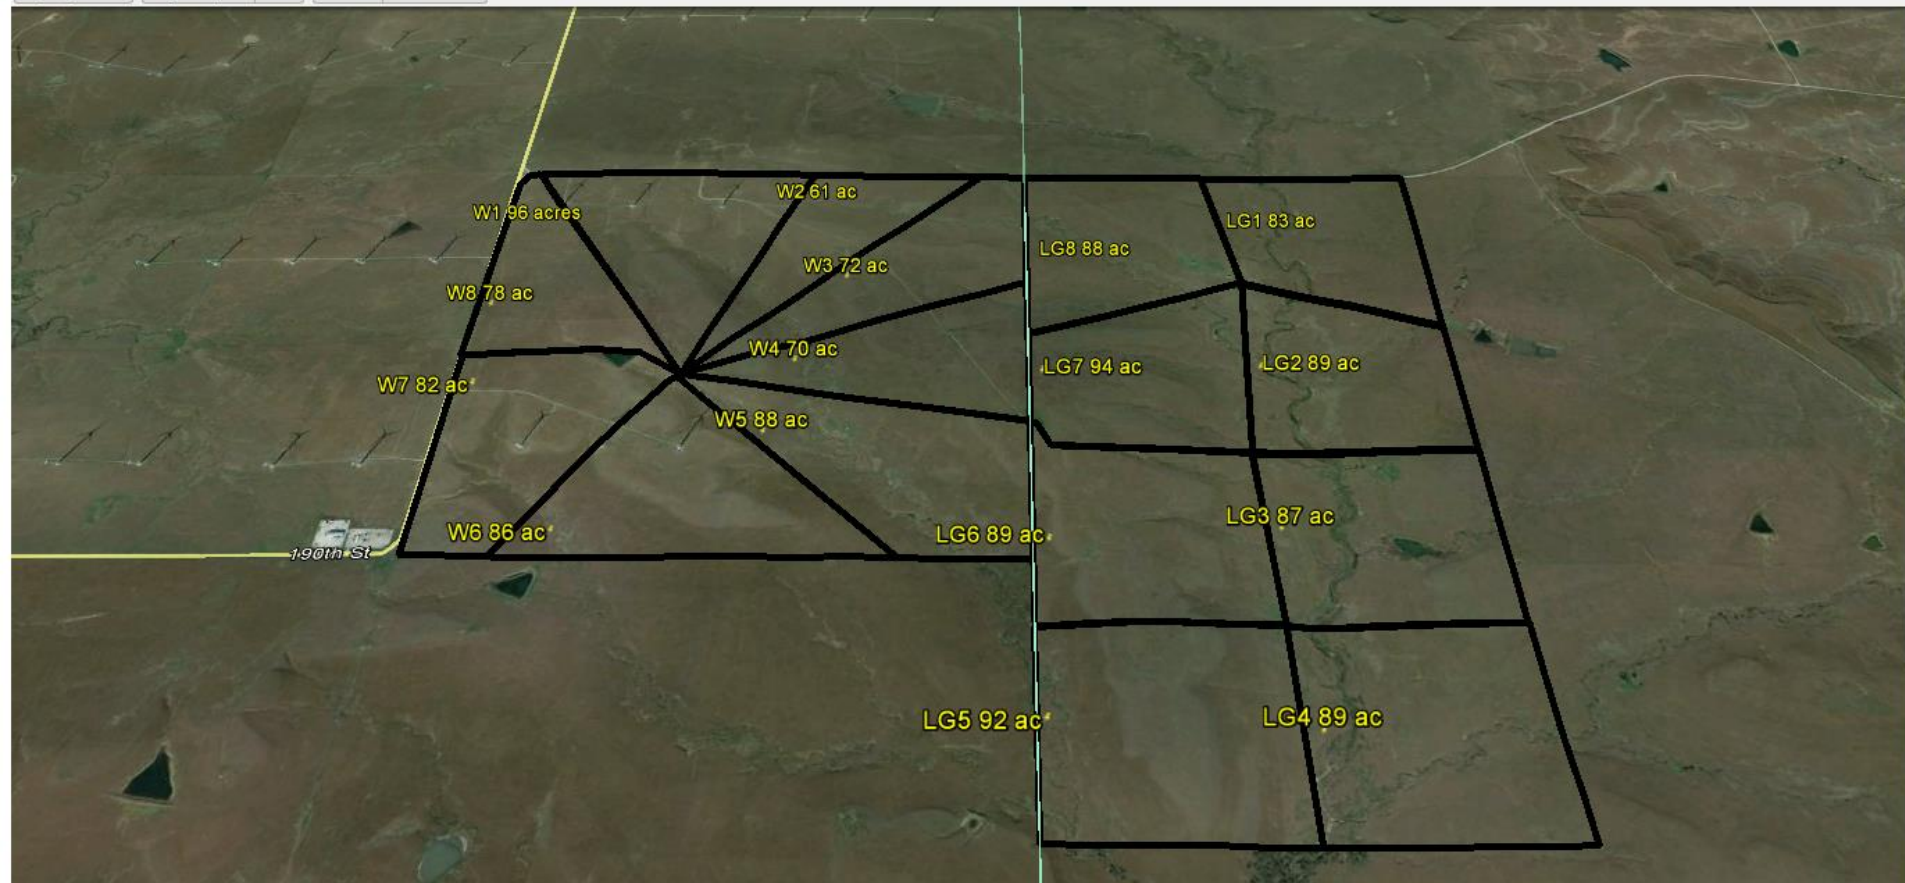 W2 61 ac
W1 96 acres
LG1 83 ac
LG8 88 ac
W3 72 ac
W8 78 ac
W4 70 ac
LG7 94 ac
LG2 89 ac
W7 82 ac
W5 88 ac
LG3 87 ac
W6 86 ac
LG6 89 ac
190th St
LG5 92 ac
LG4 89 ac